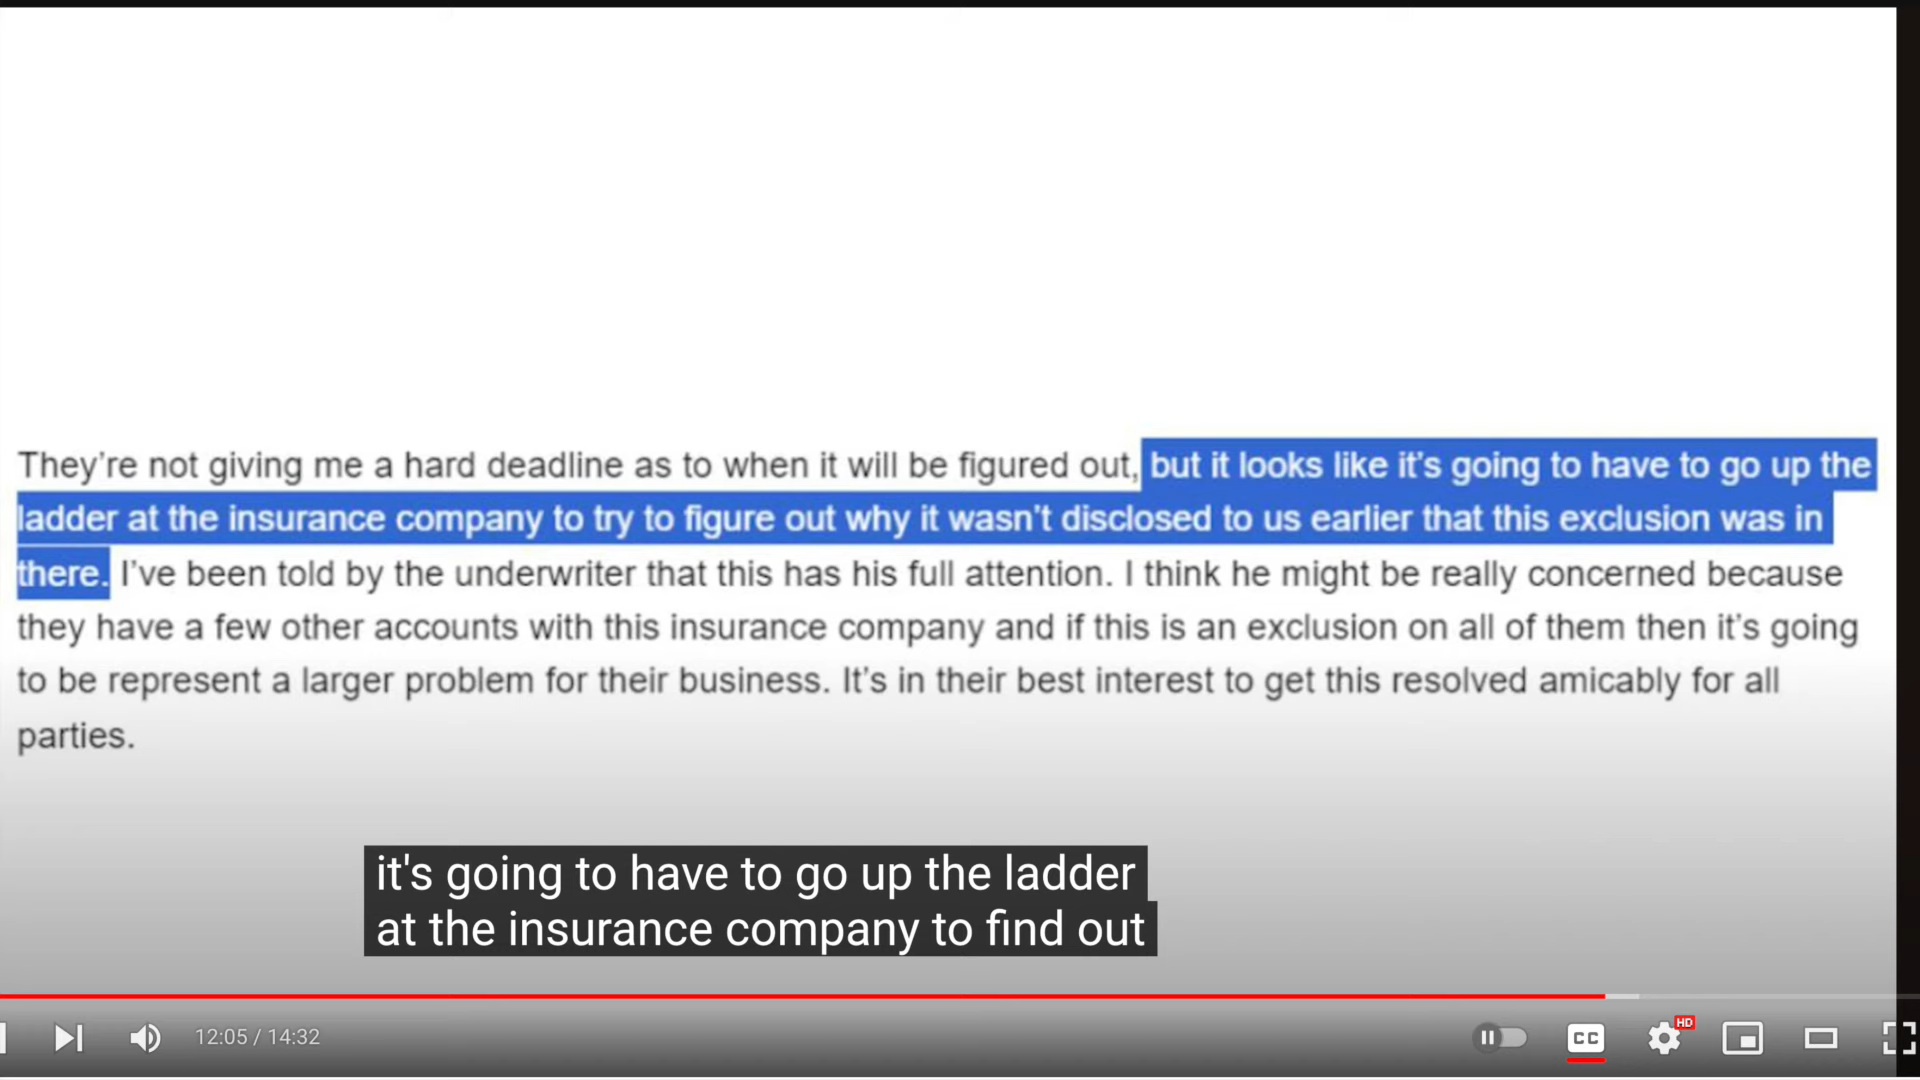 They’re not giving me a hard deadline as to when it will be figured out, but it looks like it’s going to have to go up the
ladder at the insurance company to try to figure out why it wasn’t disclosed to us earlier that this exclusion was in
there. I’ve been told by the underwriter that this has his full attention. I think he might be really concerned because
they have a few other accounts with this insurance company and if this is an exclusion on all of them then it’s going
to be represent a larger problem for their business. It’s in their best interest to get this resolved amicably for all
parties.
it's going to have to go up the ladder
at the insurance company to find out
12:05 / 14:32
CC
HD